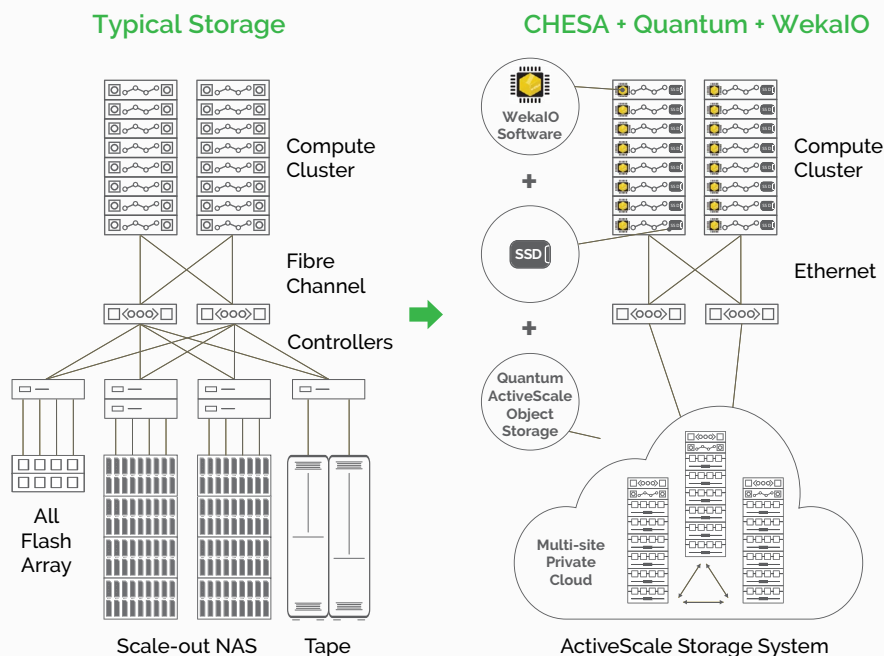 Typical Storage
Compute
Cluster
Fibre
Channel
Controllers
All
Flash
Array
Scale-out NAS
Tape
CHESA + Quantum + WekaIO
WekaIO
Software
+
SSD
+
Quantum
ActiveScale
Object
Storage
Compute
Cluster
Ethernet
Multi-site
Private
Cloud
ActiveScale Storage System